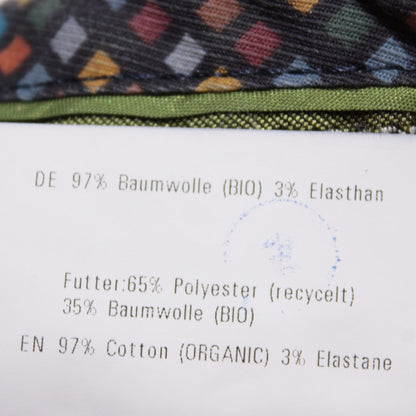 DE 97% Baumwolle (BIO) 3% Elasthan
Futter:65% Polyester (recycelt)
35% Baumwolle (BIO)
EN 97% Cotton (ORGANIC) 3% Elastane